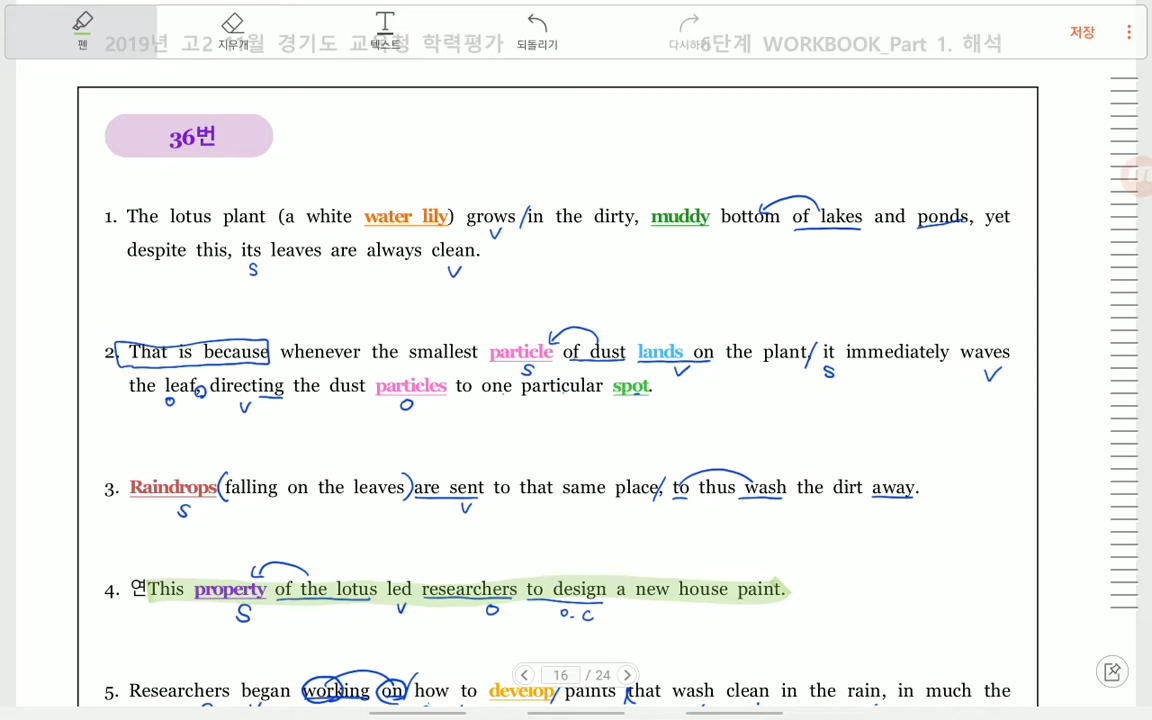 펜 지우개 텍스트 되돌리기 다시하기 저장
2019년 고2 11월 경기도 교육청 학력평가 6단계 WORKBOOK_Part 1. 해석
36번
1. The lotus plant (a white water lily) grows / in the dirty, muddy bottom of lakes and ponds, yet
V
despite this, its leaves are always clean.
S V
2. That is because whenever the smallest particle of dust lands on the plant, / it immediately waves
S V S V
the leaf, directing the dust particles to one particular spot.
O V O
3. Raindrops (falling on the leaves) are sent to that same place, / to thus wash the dirt away.
S V
4. 연This property of the lotus led researchers to design a new house paint.
S V O O.C
16 / 24
5. Researchers began working on / how to develop / paints that wash clean in the rain, in much the